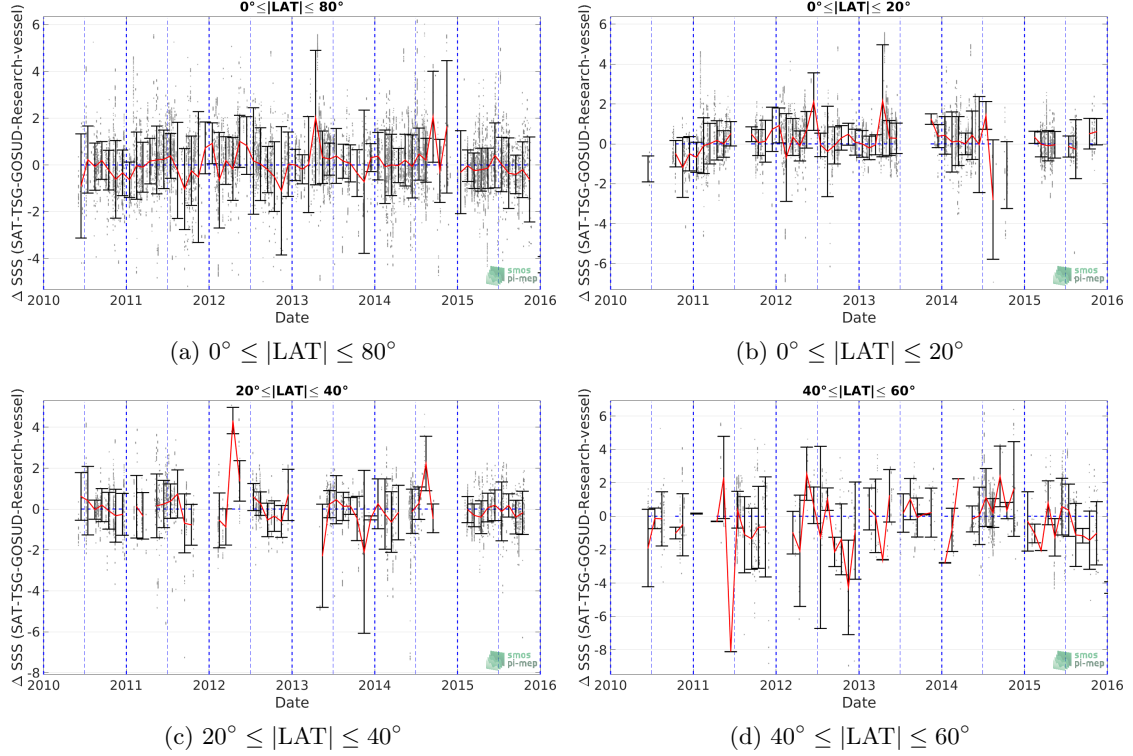 0°≤|LAT|≤ 80°
Δ SSS (SAT-TSG-GOSUD-Research-vessel)
4
2
0
-2
-4
2010 2011 2012 2013 2014 2015 2016
Date
smos
pi-mep
(a) 0° ≤ |LAT| ≤ 80°
0°≤|LAT|≤ 20°
Δ SSS (SAT-TSG-GOSUD-Research-vessel)
6
4
2
0
-2
-4
-6
2010 2011 2012 2013 2014 2015 2016
Date
smos
pi-mep
(b) 0° ≤ |LAT| ≤ 20°
20°≤|LAT|≤ 40°
Δ SSS (SAT-TSG-GOSUD-Research-vessel)
4
2
0
-2
-4
-6
-8
2010 2011 2012 2013 2014 2015 2016
Date
smos
pi-mep
(c) 20° ≤ |LAT| ≤ 40°
40°≤|LAT|≤ 60°
Δ SSS (SAT-TSG-GOSUD-Research-vessel)
6
4
2
0
-2
-4
-6
-8
2010 2011 2012 2013 2014 2015 2016
Date
smos
pi-mep
(d) 40° ≤ |LAT| ≤ 60°